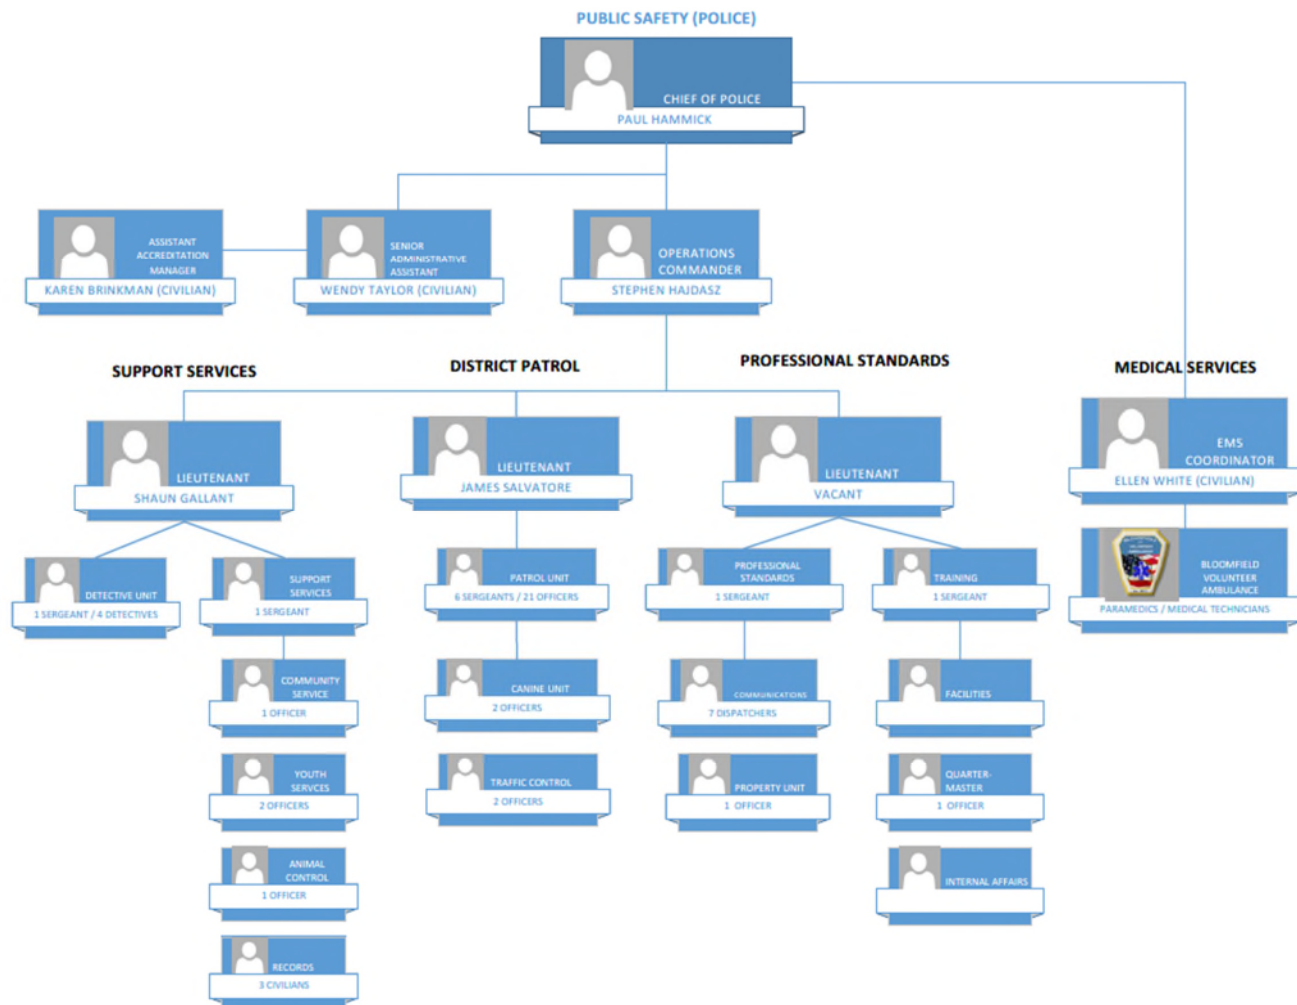 PUBLIC SAFETY (POLICE)
CHIEF OF POLICE
PAUL HAMMICK
ASSISTANT
ACCREDITATION
MANAGER
KAREN BRINKMAN (CIVILIAN)
SENIOR
ADMINISTRATIVE
ASSISTANT
WENDY TAYLOR (CIVILIAN)
OPERATIONS
COMMANDER
STEPHEN HAJDASZ
SUPPORT SERVICES
DISTRICT PATROL
PROFESSIONAL STANDARDS
MEDICAL SERVICES
LIEUTENANT
SHAUN GALLANT
LIEUTENANT
JAMES SALVATORE
LIEUTENANT
VACANT
EMS
COORDINATOR
ELLEN WHITE (CIVILIAN)
DETECTIVE UNIT
1 SERGEANT / 4 DETECTIVES
SUPPORT
SERVICES
1 SERGEANT
PATROL UNIT
6 SERGEANTS / 21 OFFICERS
PROFESSIONAL
STANDARDS
1 SERGEANT
TRAINING
1 SERGEANT
BLOOMFIELD
VOLUNTEER
AMBULANCE
PARAMEDICS / MEDICAL TECHNICIANS
COMMUNITY
SERVICE
1 OFFICER
CANINE UNIT
2 OFFICERS
COMMUNICATIONS
7 DISPATCHERS
FACILITIES
YOUTH
SERVCES
2 OFFICERS
TRAFFIC CONTROL
2 OFFICERS
PROPERTY UNIT
1 OFFICER
QUARTER-
MASTER
1 OFFICER
ANIMAL
CONTROL
1 OFFICER
INTERNAL AFFAIRS
RECORDS
3 CIVILIANS